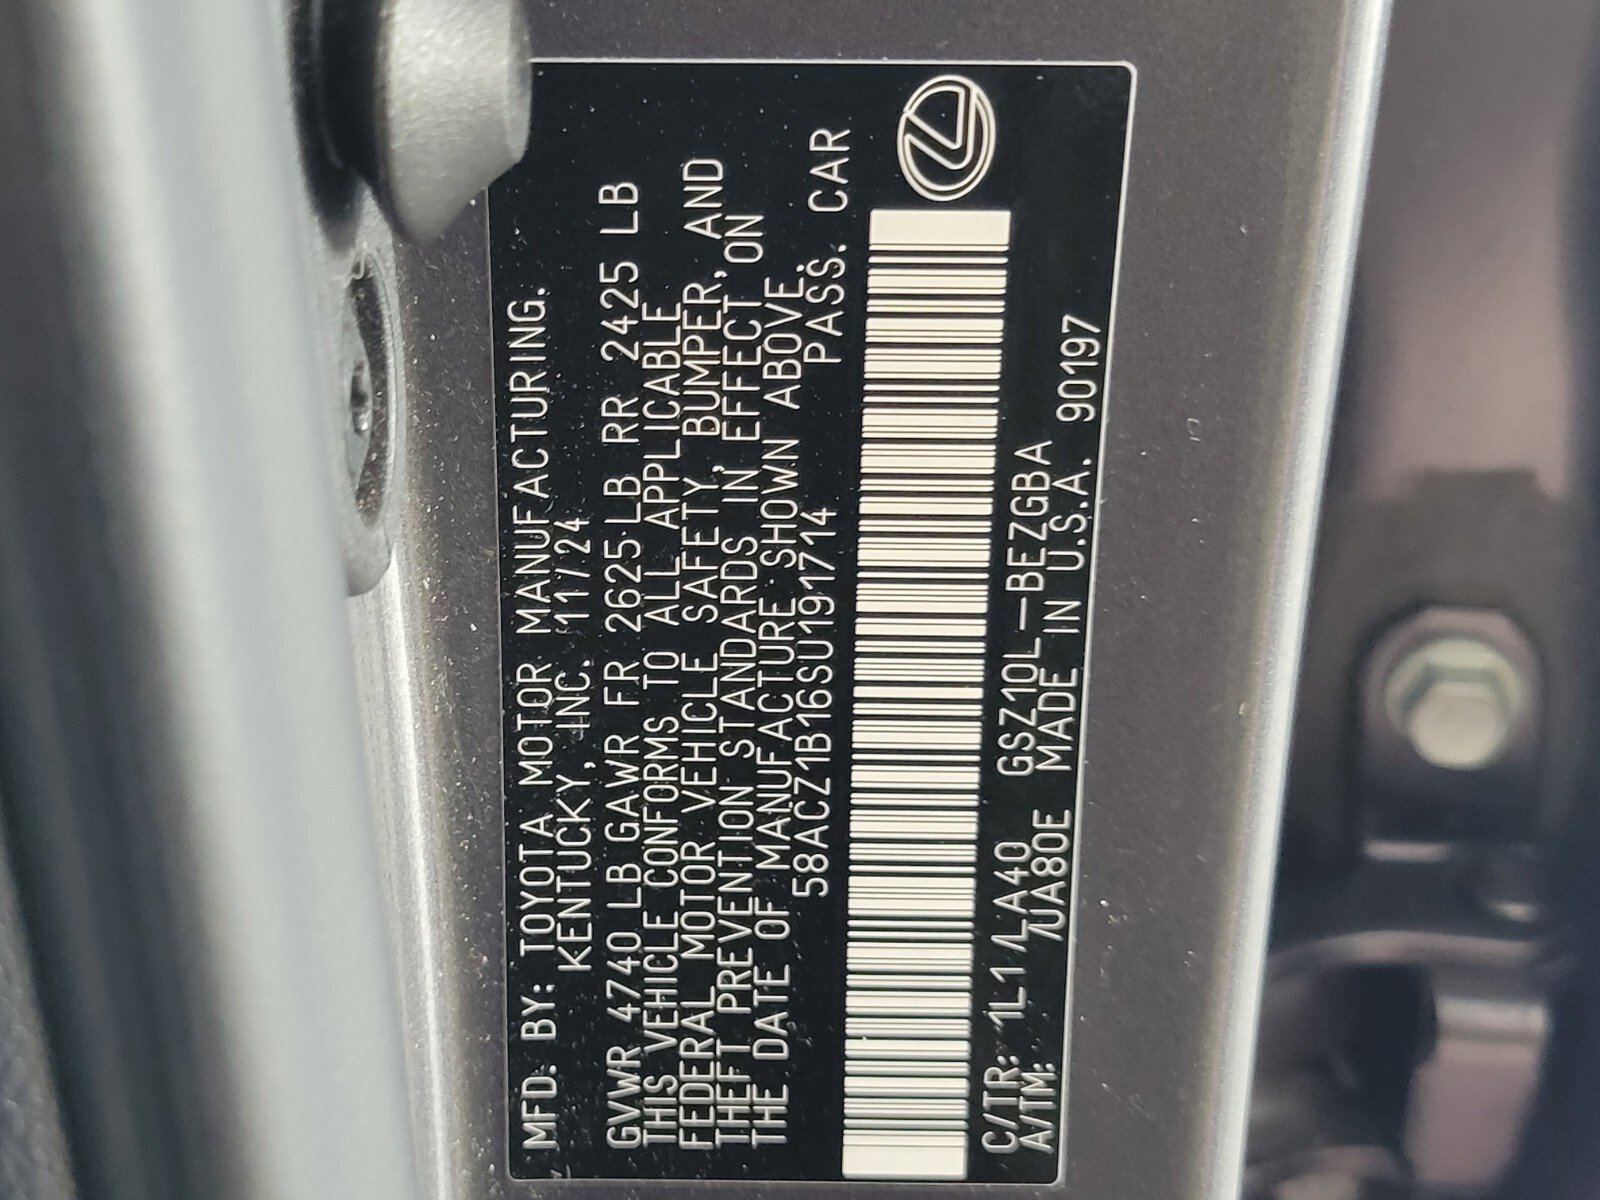 MFD. BY: TOYOTA MOTOR MANUFACTURING.
KENTUCKY, INC. 11/24
GVWR 4740 LB GAWR FR 2625 LB RR 2425 LB
THIS VEHICLE CONFORMS TO ALL APPLICABLE
FEDERAL MOTOR VEHICLE SAFETY, BUMPER, AND
THEFT PREVENTION STANDARDS IN EFFECT ON
THE DATE OF MANUFACTURE SHOWN ABOVE.
58ACZ1B16SU191714 PASS. CAR
C/TR: 1L1/LA40 GSZ10L-BEZGBA
A/TM: /UA80E MADE IN U.S.A. 90197